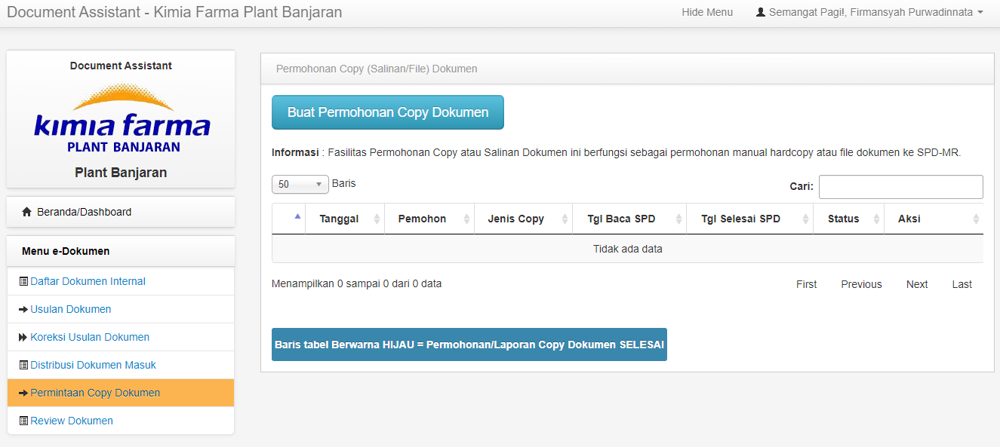 Document Assistant - Kimia Farma Plant Banjaran
Hide Menu
Semangat Pagi!, Firmansyah Purwadinnata
Document Assistant
kimia farma
PLANT BANJARAN
Plant Banjaran
Beranda/Dashboard
Menu e-Dokumen
Daftar Dokumen Internal
Usulan Dokumen
Koreksi Usulan Dokumen
Distribusi Dokumen Masuk
Permintaan Copy Dokumen
Review Dokumen
Permohonan Copy (Salinan/File) Dokumen
Buat Permohonan Copy Dokumen
Informasi : Fasilitas Permohonan Copy atau Salinan Dokumen ini berfungsi sebagai permohonan manual hardcopy atau file dokumen ke SPD-MR.
50 Baris
Cari:
Tanggal Pemohon Jenis Copy Tgl Baca SPD Tgl Selesai SPD Status Aksi
Tidak ada data
Menampilkan 0 sampai 0 dari 0 data
First Previous Next Last
Baris tabel Berwarna HIJAU = Permohonan/Laporan Copy Dokumen SELESAI